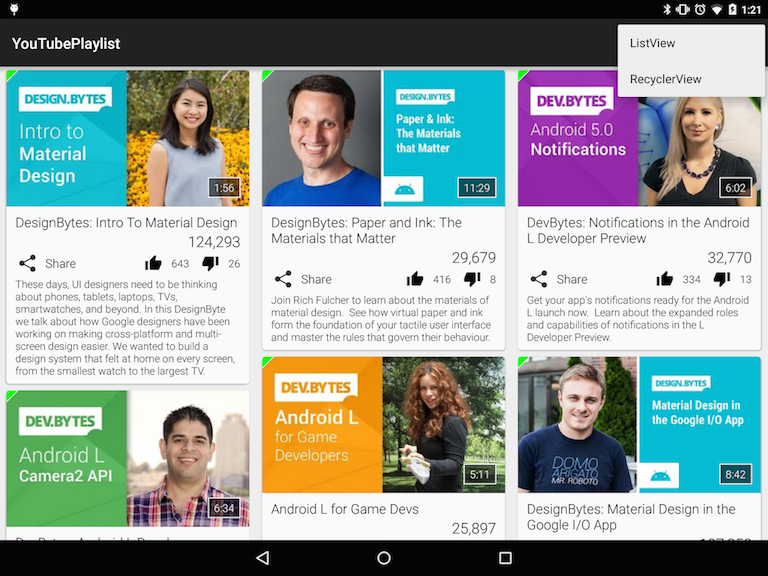 1:21
YouTubePlaylist
ListView
RecyclerView
DESIGN.BYTES
Intro to
Material
Design
1:56
DesignBytes: Intro To Material Design
124,293
Share
643
26
These days, UI designers need to be thinking
about phones, tablets, laptops, TVs,
smartwatches, and beyond. In this DesignByte
we talk about how Google designers have been
working on making cross-platform and multi-
screen design easier. We wanted to build a
design system that felt at home on every screen,
from the smallest watch to the largest TV.
DESIGN.BYTES
Paper & Ink:
The Materials
that Matter
11:29
DesignBytes: Paper and Ink: The
Materials that Matter
29,679
Share
416
8
Join Rich Fulcher to learn about the materials of
material design. See how virtual paper and ink
form the foundation of your tactile user interface
and master the rules that govern their behaviour.
DEV.BYTES
Android 5.0
Notifications
6:02
DevBytes: Notifications in the Android
L Developer Preview
32,770
Share
334
13
Get your app's notifications ready for the Android
L launch now. Learn about the expanded roles
and capabilities of notifications in the L
Developer Preview.
DEV.BYTES
Android L
Camera2 API
6:34
DEV.BYTES
Android L
for Game
Developers
5:11
Android L for Game Devs
25,897
DESIGN.BYTES
Material Design in
the Google I/O App
DOMO
ARIGATO
MR. ROBOTO
8:42
DesignBytes: Material Design in the
Google I/O App